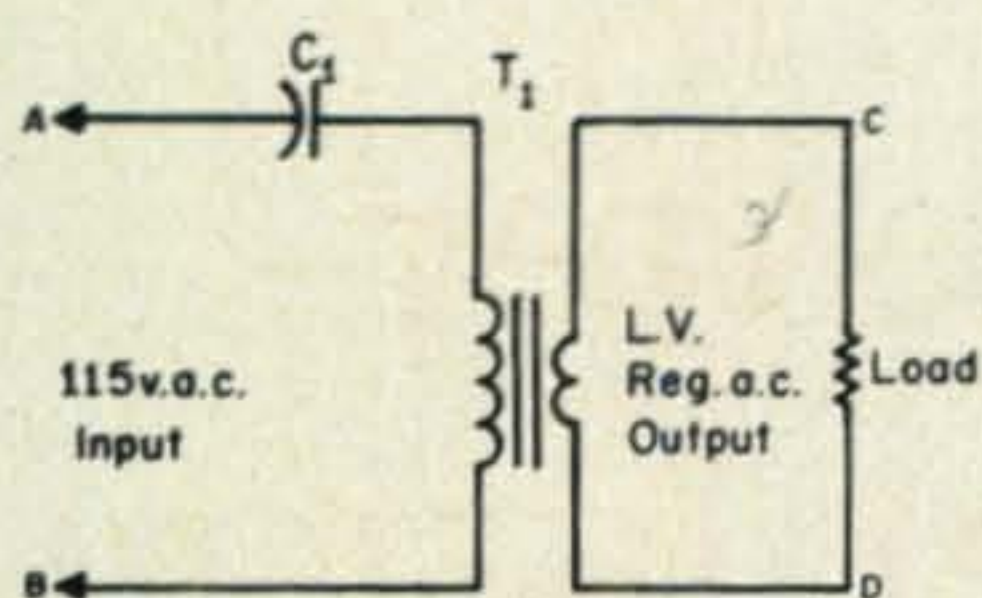 C1
T1
A
C
115v.a.c.
Input
L.V.
Reg. a.c.
Output
Load
B
D